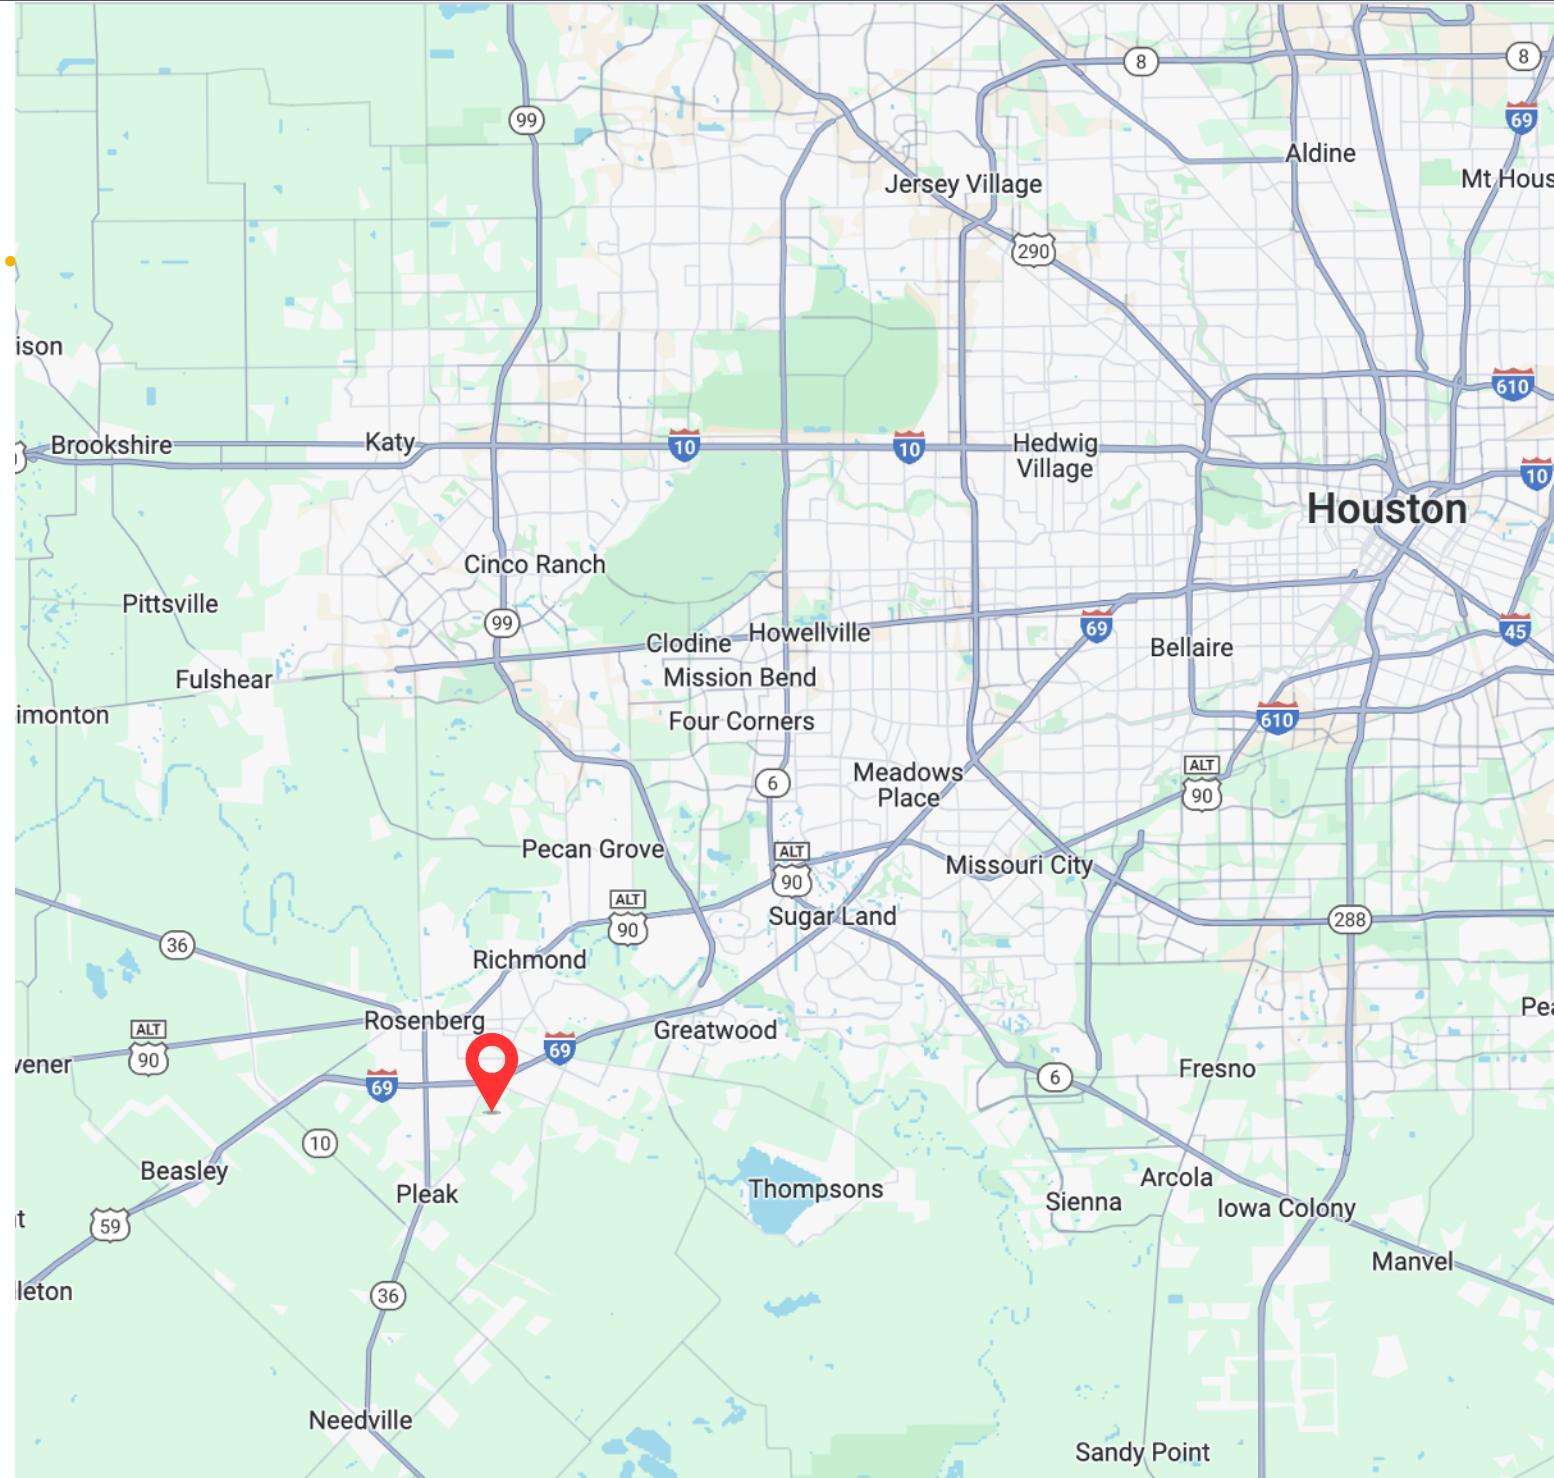 8
8
99
69
Aldine
Mt Hous
Jersey Village
290
ison
610
Brookshire
Katy
10
10
Hedwig
Village
10
Houston
Cinco Ranch
Pittsville
99
Clodine
Howellville
69
45
Bellaire
Mission Bend
Fulshear
imonton
Four Corners
610
6
Meadows
Place
ALT
90
Pecan Grove
ALT
90
Missouri City
ALT
90
Sugar Land
288
36
Richmond
Pea
Rosenberg
Greatwood
ALT
90
69
vener
69
6
Fresno
10
Beasley
Pleak
Thompsons
Arcola
Sienna
Iowa Colony
59
t
Manvel
leton
36
Needville
Sandy Point